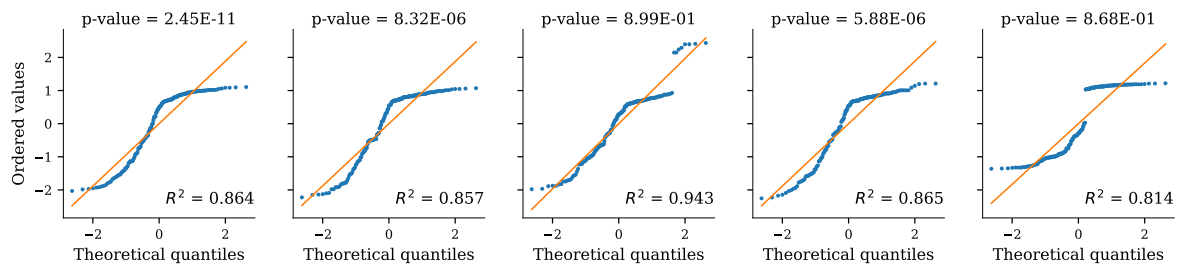 p-value = 2.45E-11
p-value = 8.32E-06
p-value = 8.99E-01
p-value = 5.88E-06
p-value = 8.68E-01
Ordered values
2
1
0
−1
−2
R² = 0.864
R² = 0.857
R² = 0.943
R² = 0.865
R² = 0.814
−2 0 2
−2 0 2
−2 0 2
−2 0 2
−2 0 2
Theoretical quantiles
Theoretical quantiles
Theoretical quantiles
Theoretical quantiles
Theoretical quantiles